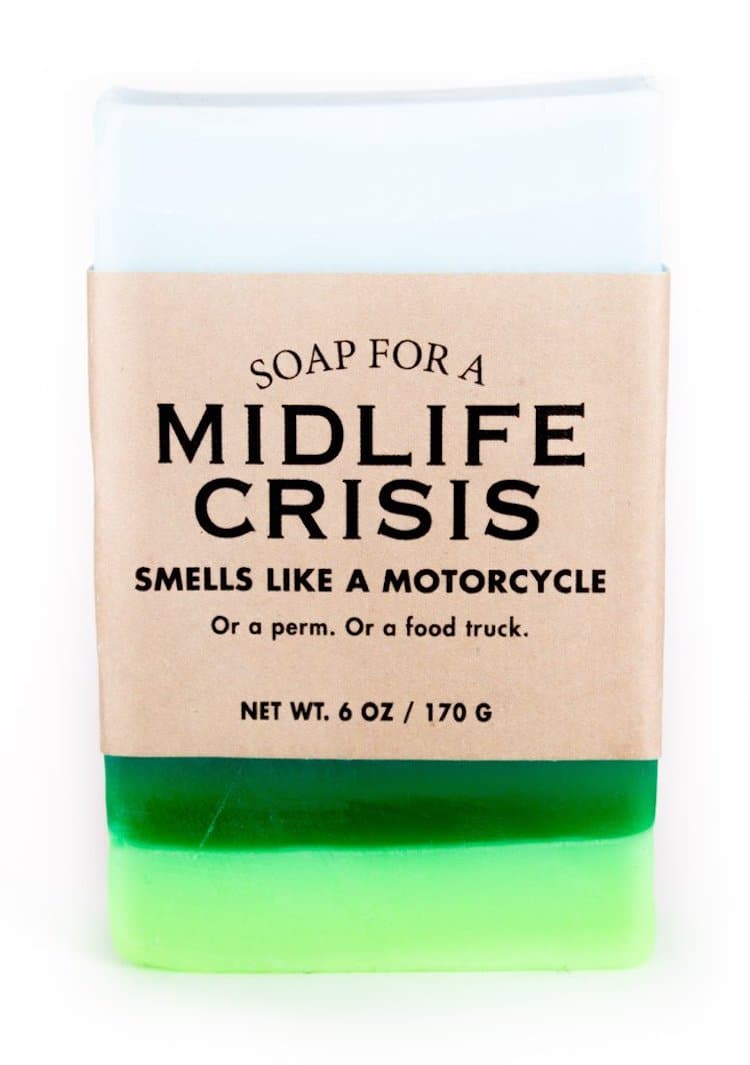 SOAP FOR A
MIDLIFE
CRISIS
SMELLS LIKE A MOTORCYCLE
Or a perm. Or a food truck.
NET WT. 6 OZ / 170 G